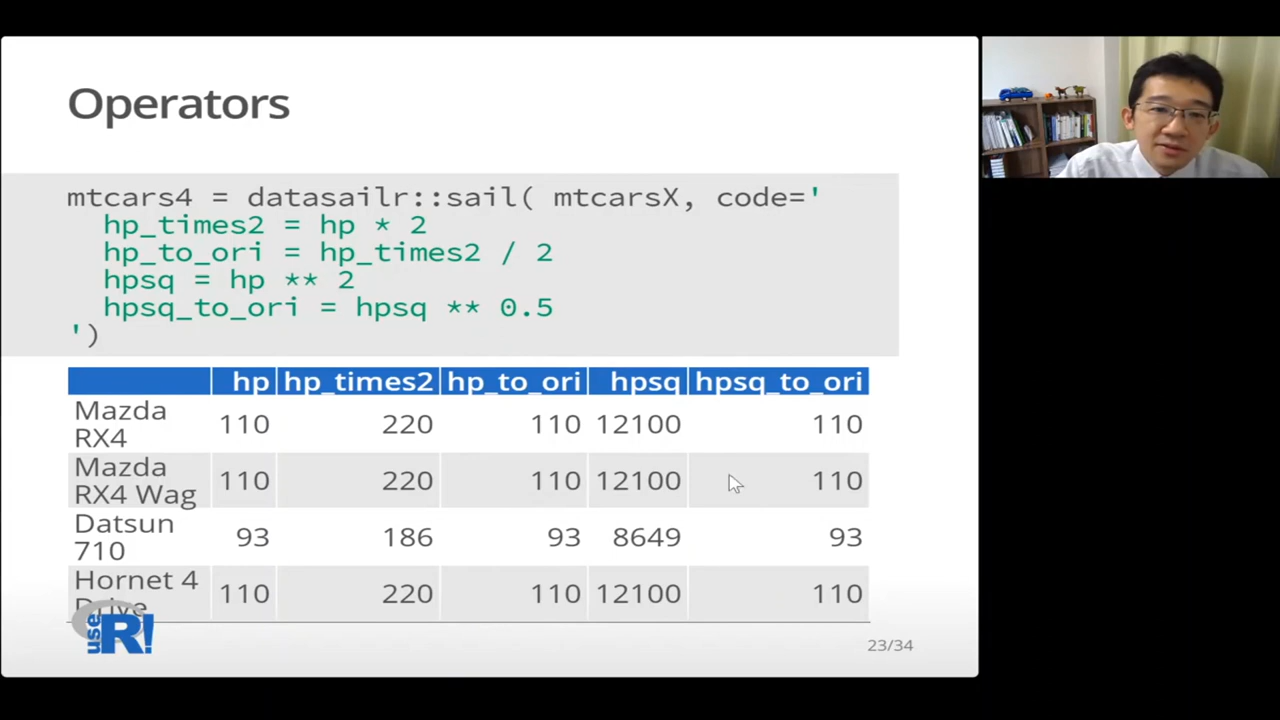 Operators
mtcars4 = datasailr::sail( mtcarsX, code='
hp_times2 = hp * 2
hp_to_ori = hp_times2 / 2
hpsq = hp ** 2
hpsq_to_ori = hpsq ** 0.5
')
hp hp_times2 hp_to_ori hpsq hpsq_to_ori
Mazda
RX4 110 220 110 12100 110
Mazda
RX4 Wag 110 220 110 12100 110
Datsun
710 93 186 93 8649 93
Hornet 4
Drive 110 220 110 12100 110
use R!
23/34